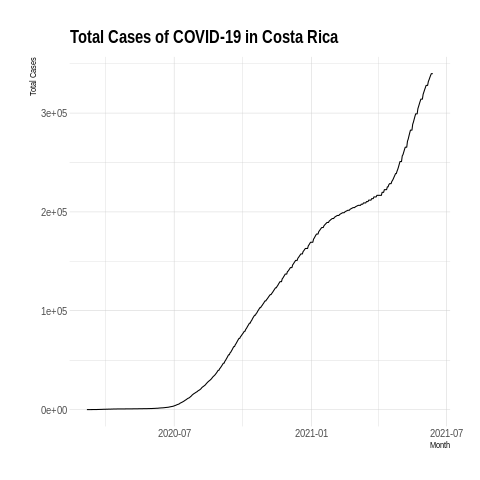 Total Cases of COVID-19 in Costa Rica
Total Cases
3e+05
2e+05
1e+05
0e+00
2020-07
2021-01
2021-07
Month